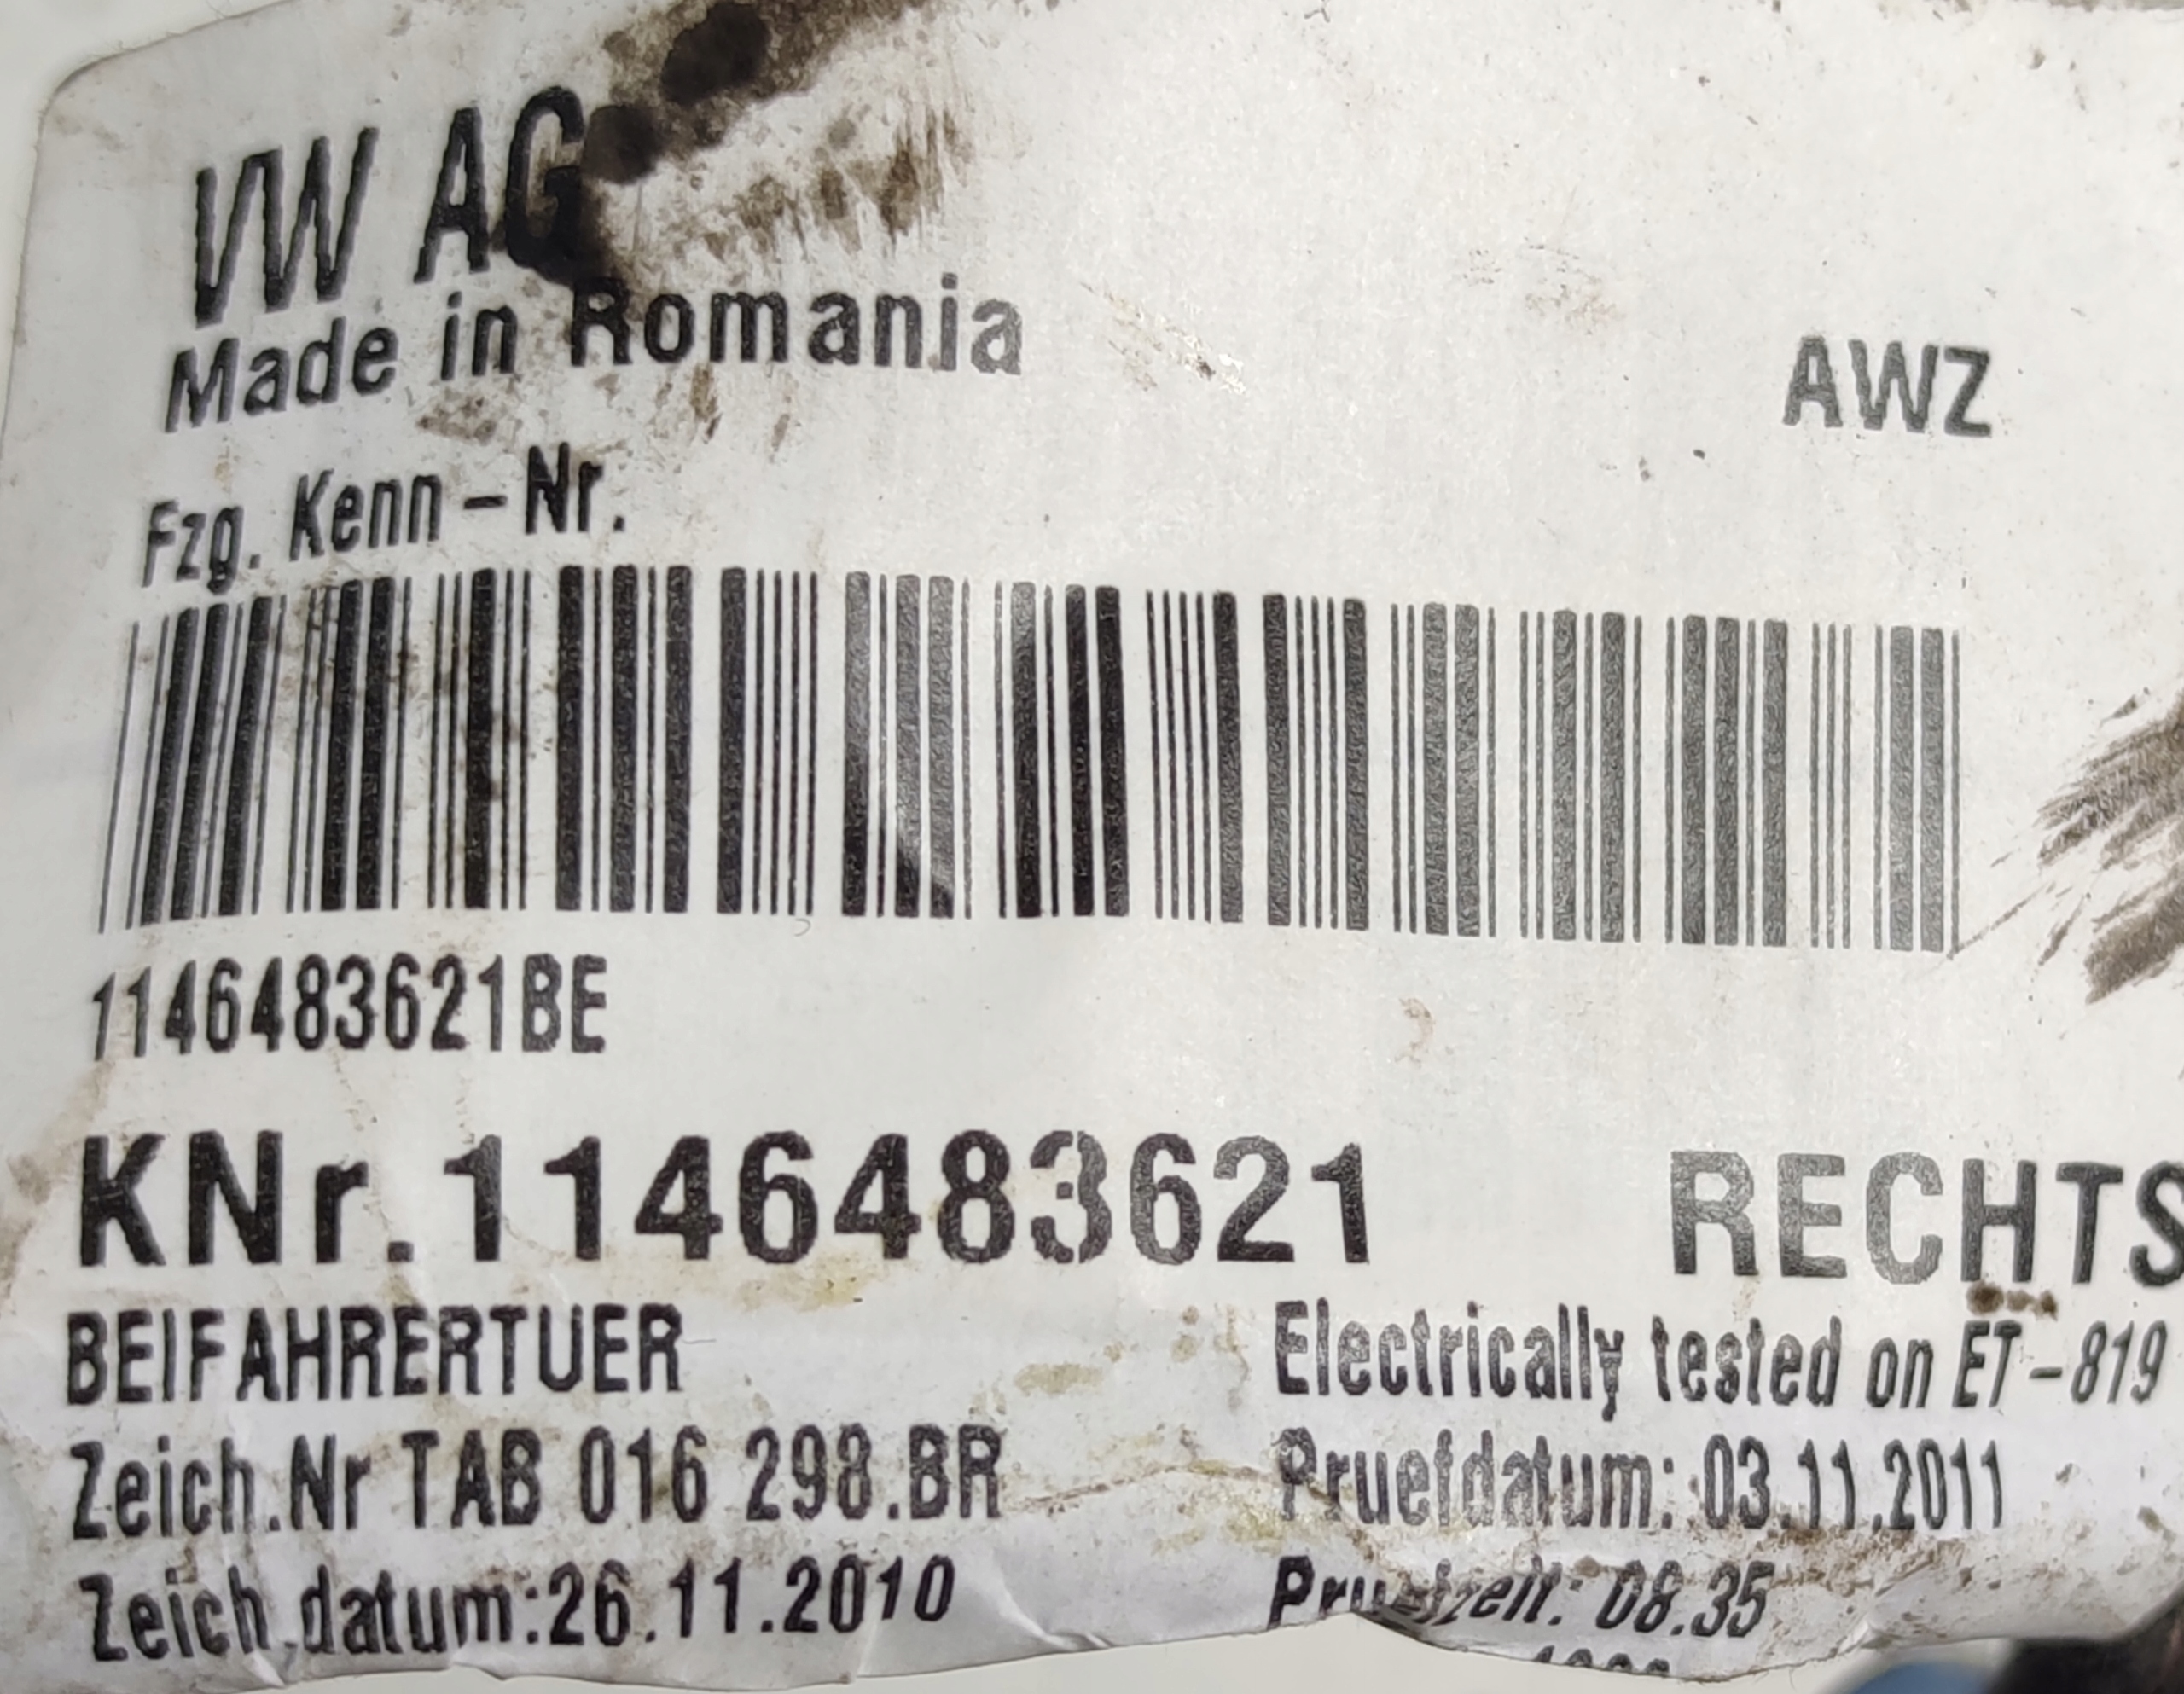 VW AG
Made in Romania
AWZ
Fzg. Kenn-Nr.
1146483621BE
KNr.1146483621 RECHTS
BEIFAHRERTUER
Electrically tested on ET-819
Zeich.Nr TAB 016 298.BR
Pruefdatum: 03.11.2011
Zeich.datum:26.11.2010
Pruefzeit: 08.35